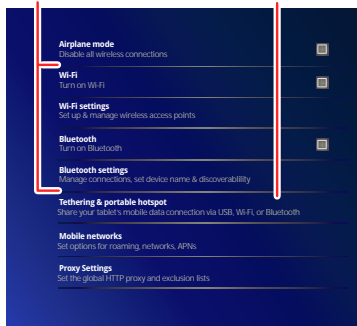 Airplane mode
Disable all wireless connections
Wi-Fi
Turn on Wi-Fi
Wi-Fi settings
Set up & manage wireless access points
Bluetooth
Turn on Bluetooth
Bluetooth settings
Manage connections, set device name & discoverablility
Tethering & portable hotspot
Share your tablet's mobile data connection via USB, Wi-Fi, or Bluetooth
Mobile networks
Set options for roaming, networks, APNs
Proxy Settings
Set the global HTTP proxy and exclusion lists